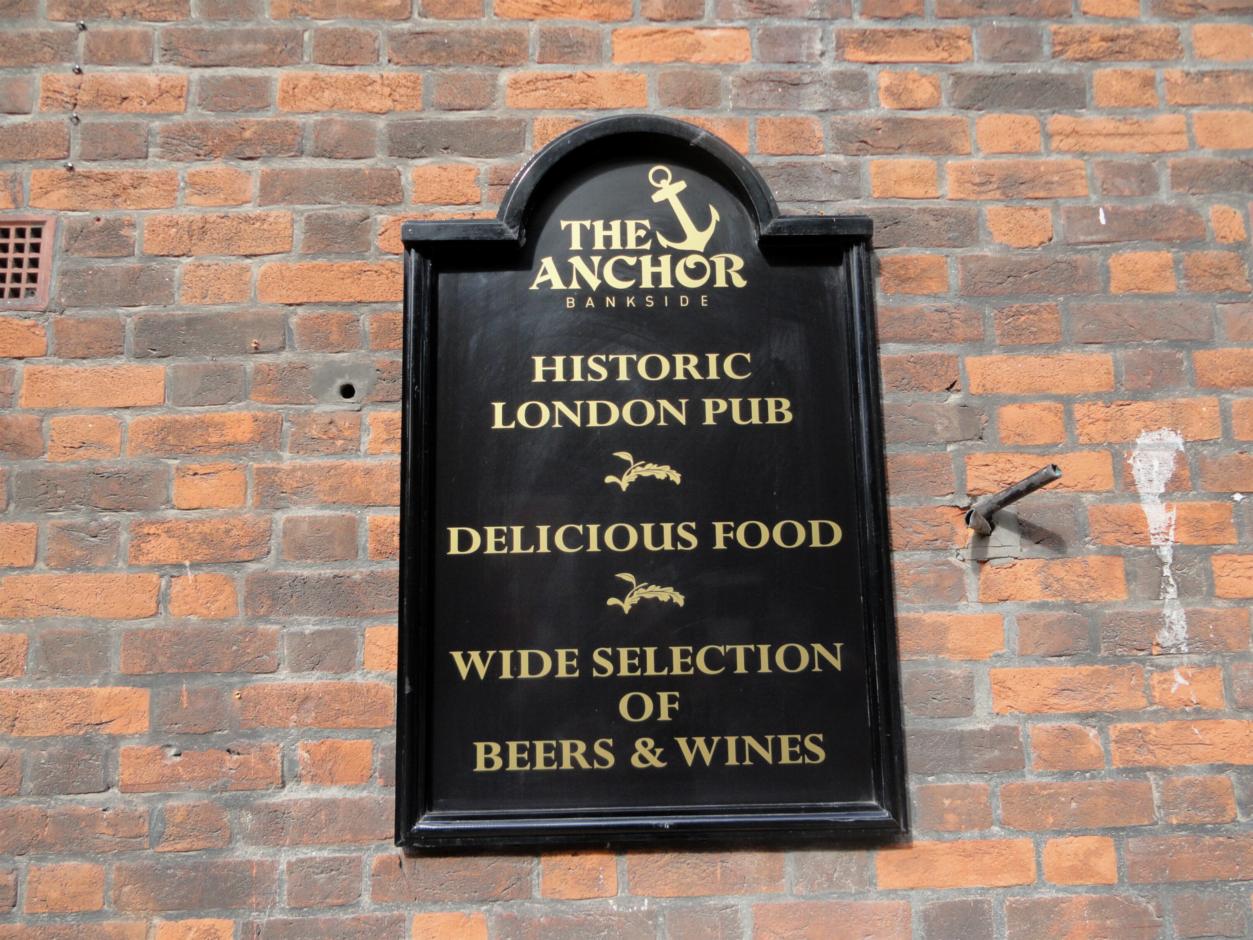 THE
ANCHOR
BANKSIDE
HISTORIC
LONDON PUB
DELICIOUS FOOD
WIDE SELECTION
OF
BEERS & WINES